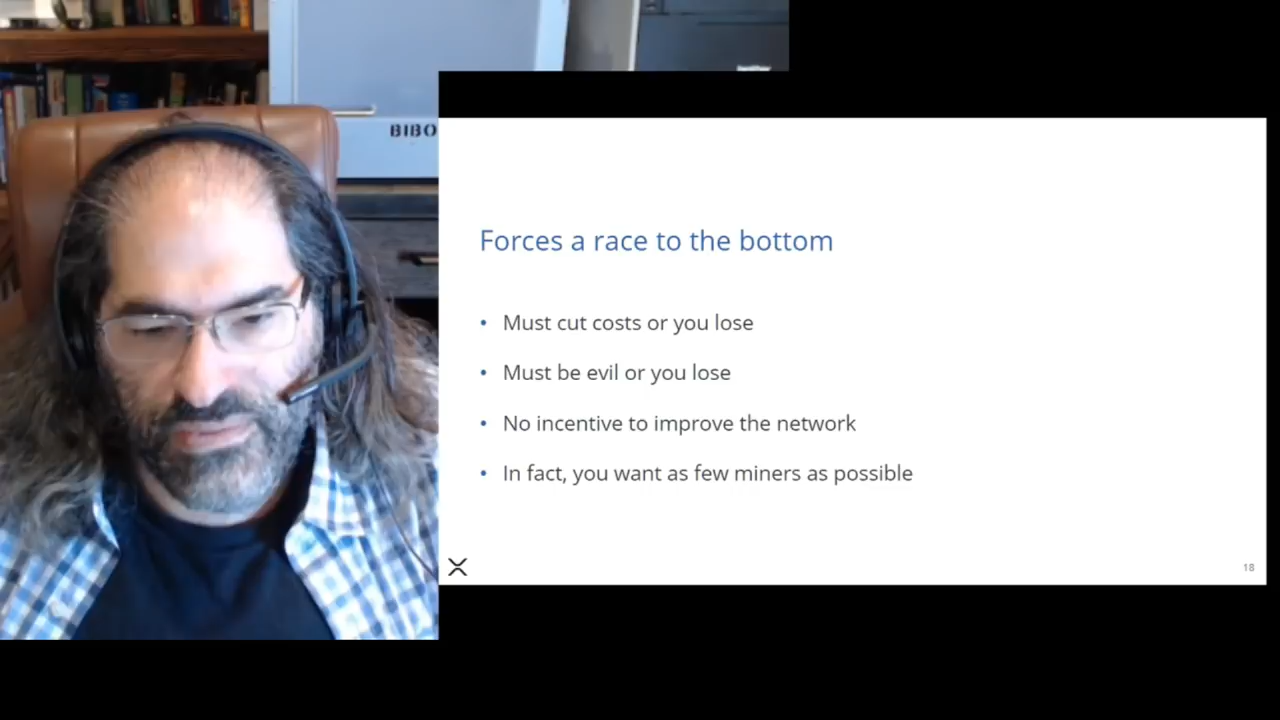 BIBO
Forces a race to the bottom
• Must cut costs or you lose
• Must be evil or you lose
• No incentive to improve the network
• In fact, you want as few miners as possible
18